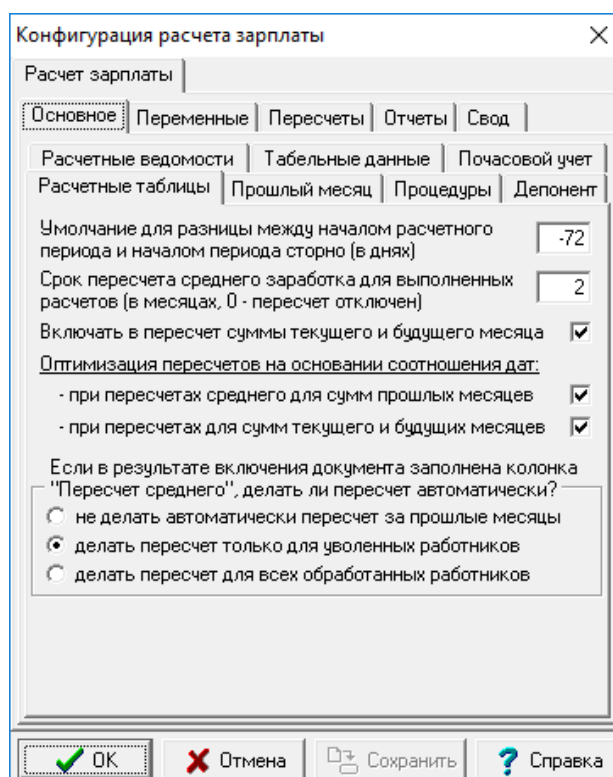 Конфигурация расчета зарплаты
Расчет зарплаты
Основное Переменные Пересчеты Отчеты Свод
Расчетные ведомости Табельные данные Почасовой учет
Расчетные таблицы Прошлый месяц Процедуры Депонент
Умолчание для разницы между началом расчетного
периода и началом периода сторно (в днях) -72
Срок пересчета среднего заработка для выполненных
расчетов (в месяцах, 0 - пересчет отключен) 2
Включать в пересчет суммы текущего и будущего месяца
Оптимизация пересчетов на основании соотношения дат:
- при пересчетах среднего для сумм прошлых месяцев
- при пересчетах для сумм текущего и будущих месяцев
Если в результате включения документа заполнена колонка
"Пересчет среднего", делать ли пересчет автоматически?
не делать автоматически пересчет за прошлые месяцы
делать пересчет только для уволенных работников
делать пересчет для всех обработанных работников
OK Отмена Сохранить ? Справка